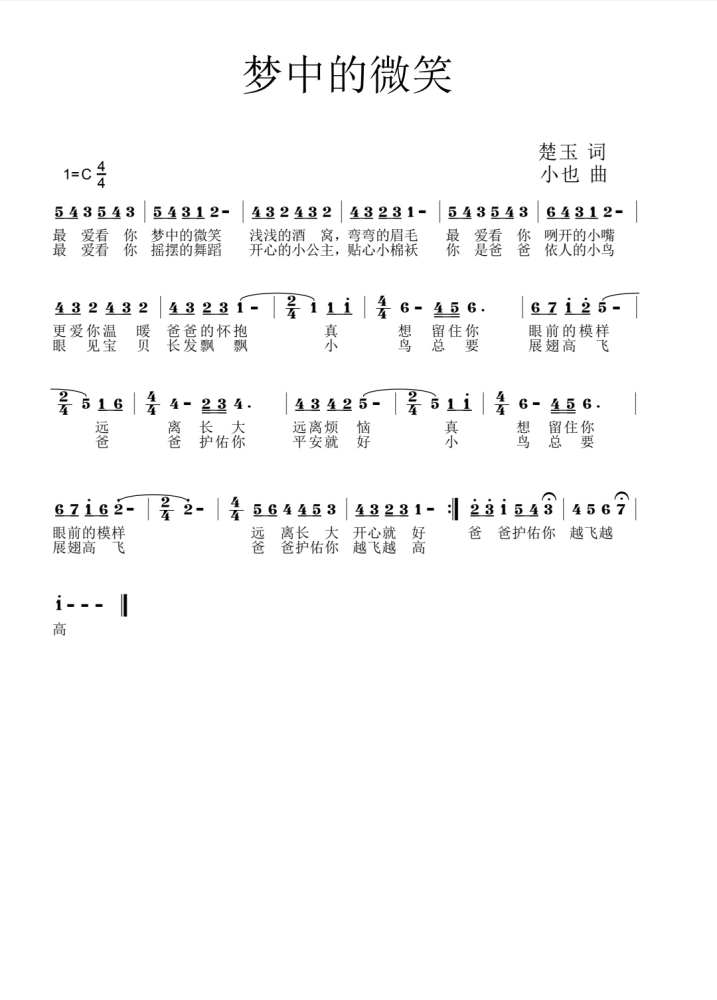 梦中的微笑
楚玉 词
1=C 4/4
小也 曲
5 4 3 5 4 3 | 5 4 3 1 2 - | 4 3 2 4 3 2 | 4 3 2 3 1 - | 5 4 3 5 4 3 | 6 4 3 1 2 - |
最 爱看 你 梦中的微笑 浅浅的酒 窝，弯弯的眉毛 最 爱看 你 咧开的小嘴
最 爱看 你 摇摆的舞蹈 开心的小公主，贴心小棉袄 你 是爸 爸 依人的小鸟
4 3 2 4 3 2 | 4 3 2 3 1 - | 2/4 1 1 i | 4/4 6 - 4 5 6 . | 6 7 i 2 5 - |
更爱你温 暖 爸爸的怀抱 真 想 留住你 眼前的模样
眼 见宝 贝 长发飘飘 小 鸟 总 要 展翅高飞
2/4 5 1 6 | 4/4 4 - 2 3 4 . | 4 3 4 2 5 - | 2/4 5 1 i | 4/4 6 - 4 5 6 . |
远 离 长 大 远离烦 恼 真 想 留住你
爸 爸 护佑你 平安就 好 小 鸟 总 要
6 7 i 6 2 - | 2/4 2 - | 4/4 5 6 4 4 5 3 | 4 3 2 3 1 - :| 2 3 i 5 4 3 | 4 5 6 7 |
眼前的模样 远 离长 大 开心就 好 爸 爸护佑你 越飞越
展翅高 飞 爸 爸护佑你 越飞越 高
i - - - ‖
高